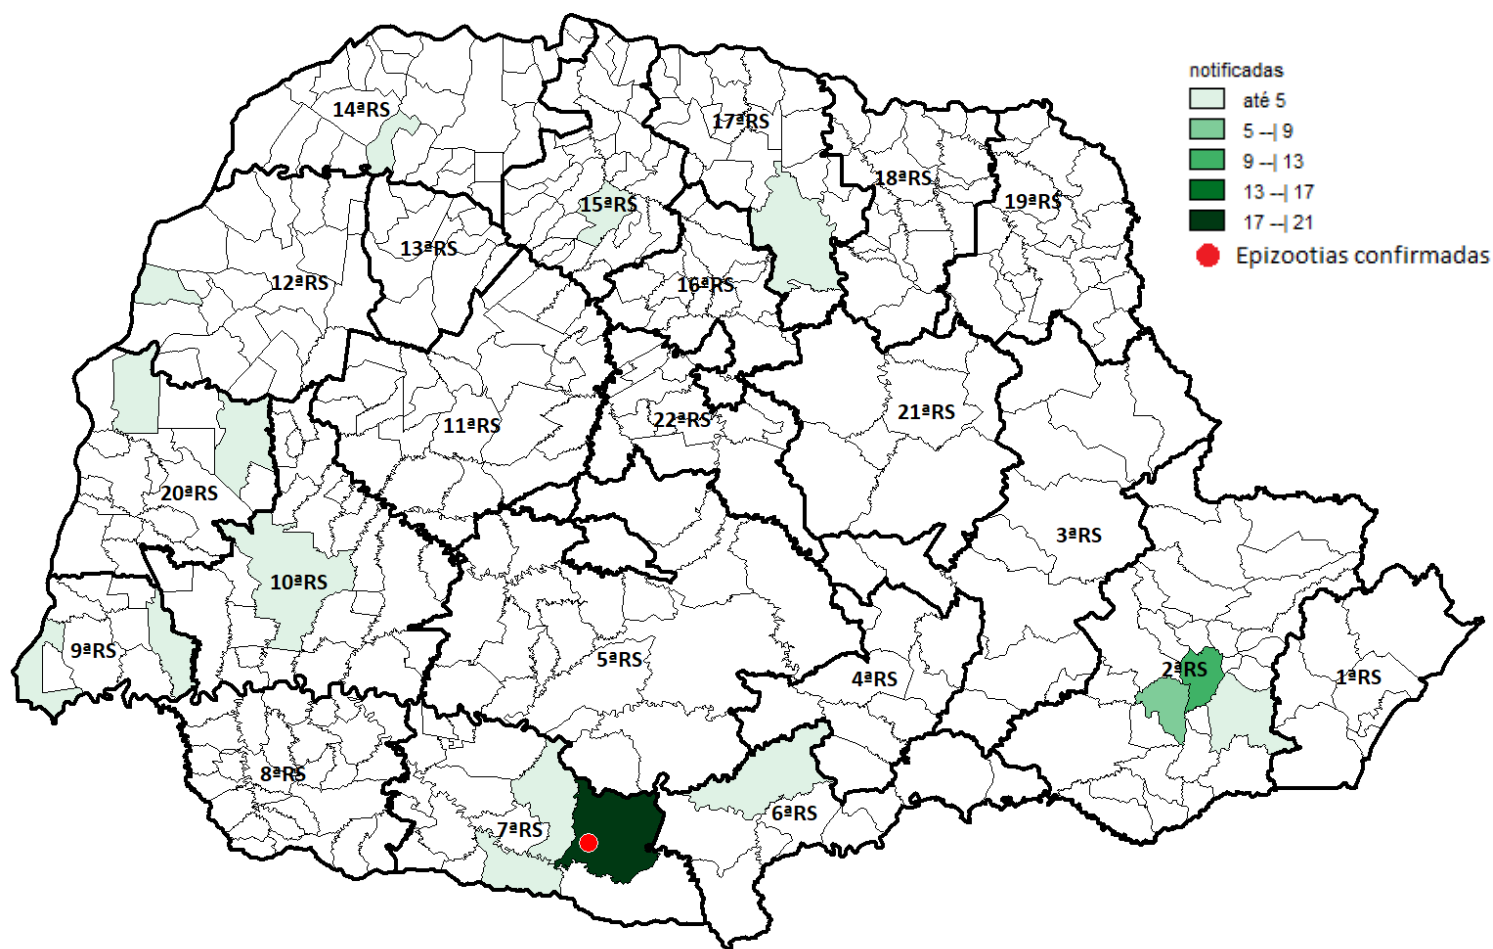 notificadas
até 5
5 --| 9
9 --| 13
13 --| 17
17 --| 21
Epizootias confirmadas
14ªRS
17ªRS
18ªRS
15ªRS
19ªRS
13ªRS
12ªRS
16ªRS
11ªRS
22ªRS
21ªRS
20ªRS
3ªRS
10ªRS
9ªRS
5ªRS
4ªRS
2ªRS
1ªRS
8ªRS
7ªRS
6ªRS